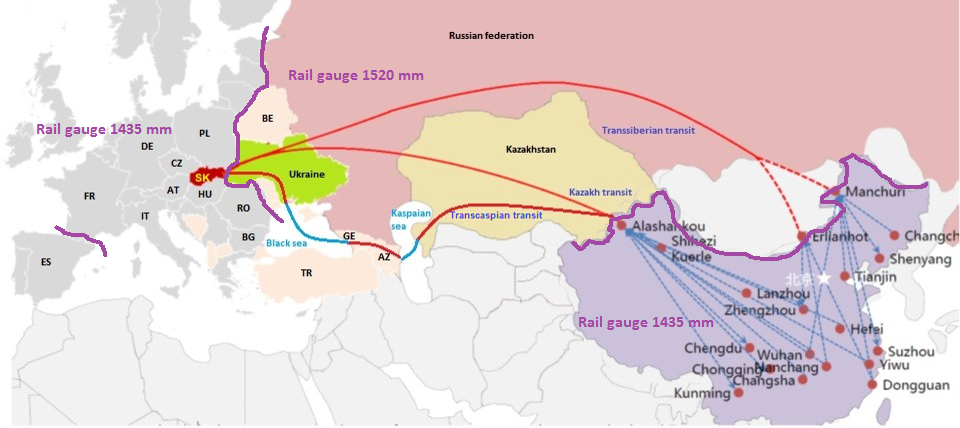 Russian federation
Rail gauge 1520 mm
BE
Rail gauge 1435 mm
PL
DE
Transsiberian transit
Kazakhstan
CZ
SK
Ukraine
FR
AT
HU
Kazakh transit
Manchuri
RO
IT
Kaspaian
sea
Transcaspian transit
Alashankou
BG
Black sea
GE
Erlianhot
Changch
Shihezi
AZ
Kuerle
Shenyang
ES
TR
北京
Tianjin
Lanzhou
Zhengzhou
Rail gauge 1435 mm
Hefei
Chengdu
Wuhan
Suzhou
Chongqing
Nanchang
Yiwu
Changsha
Dongguan
Kunming